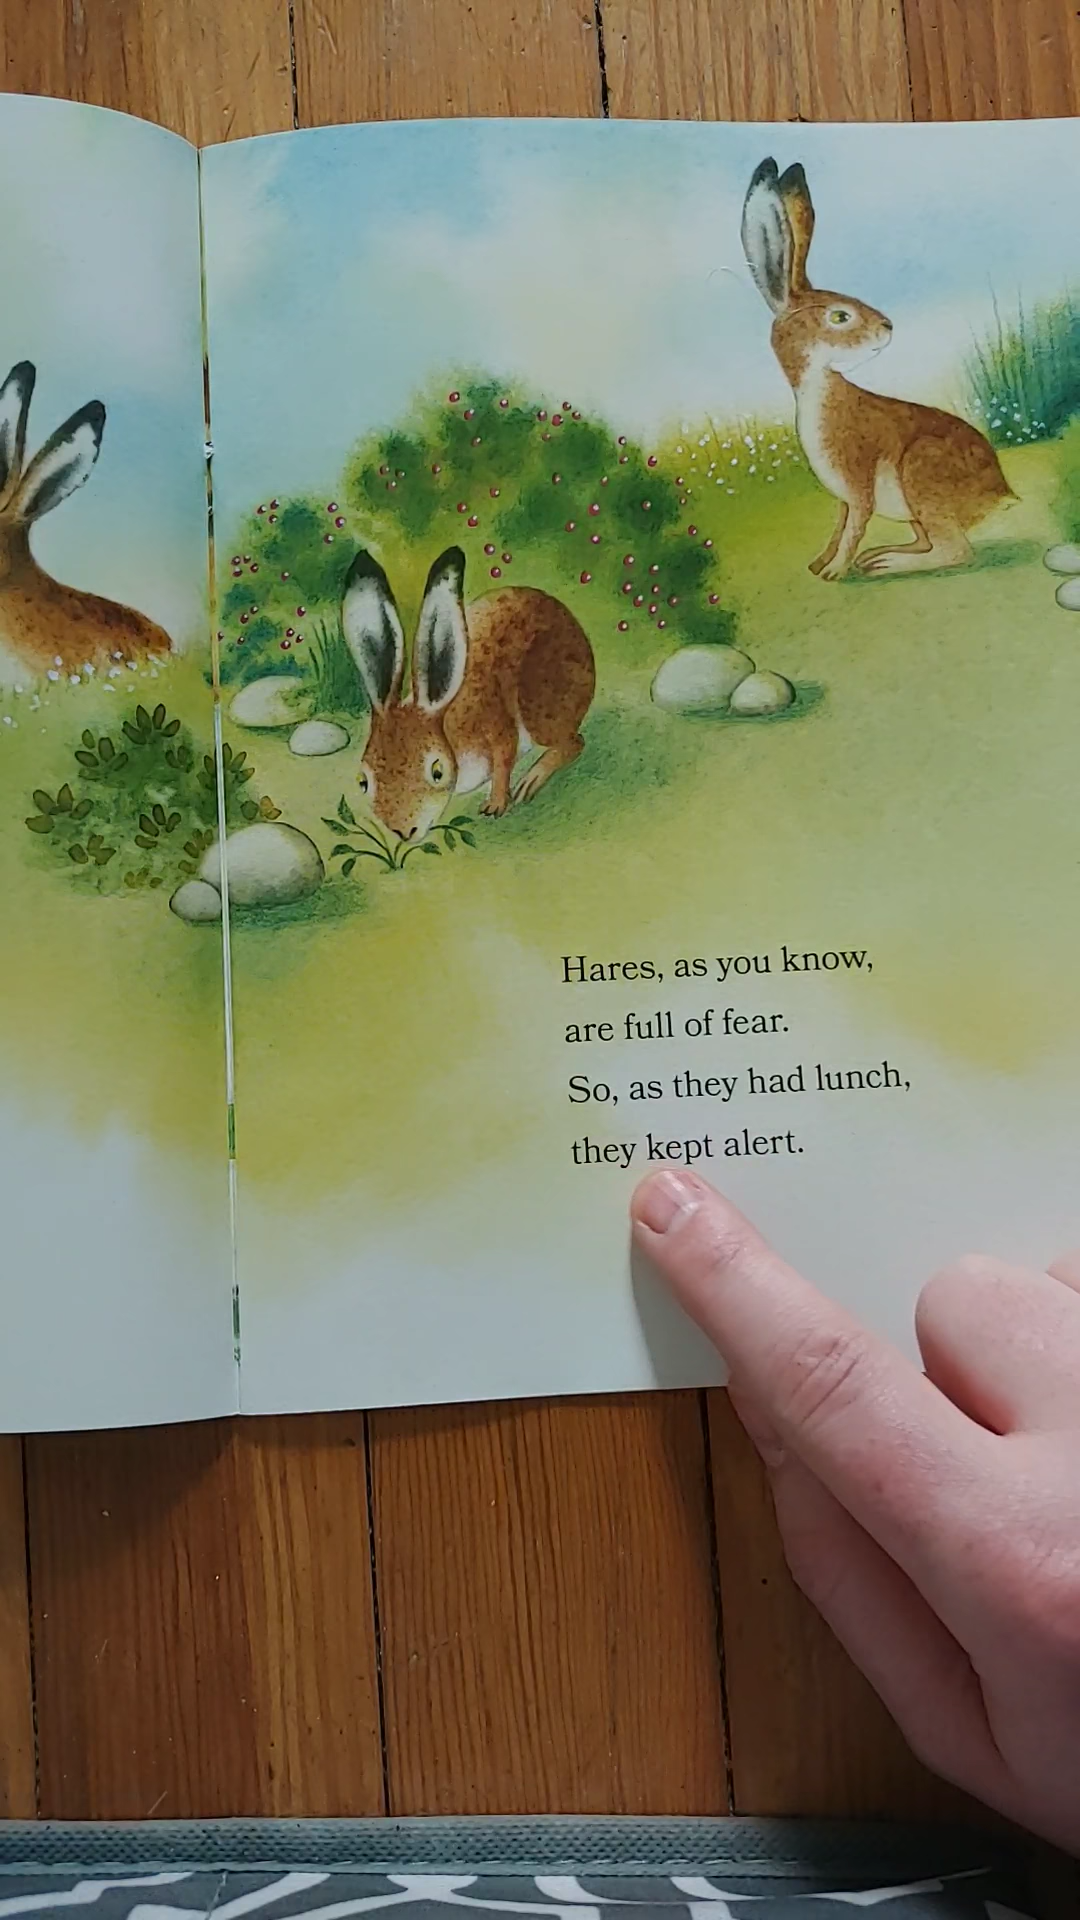 Hares, as you know,
are full of fear.
So, as they had lunch,
they kept alert.